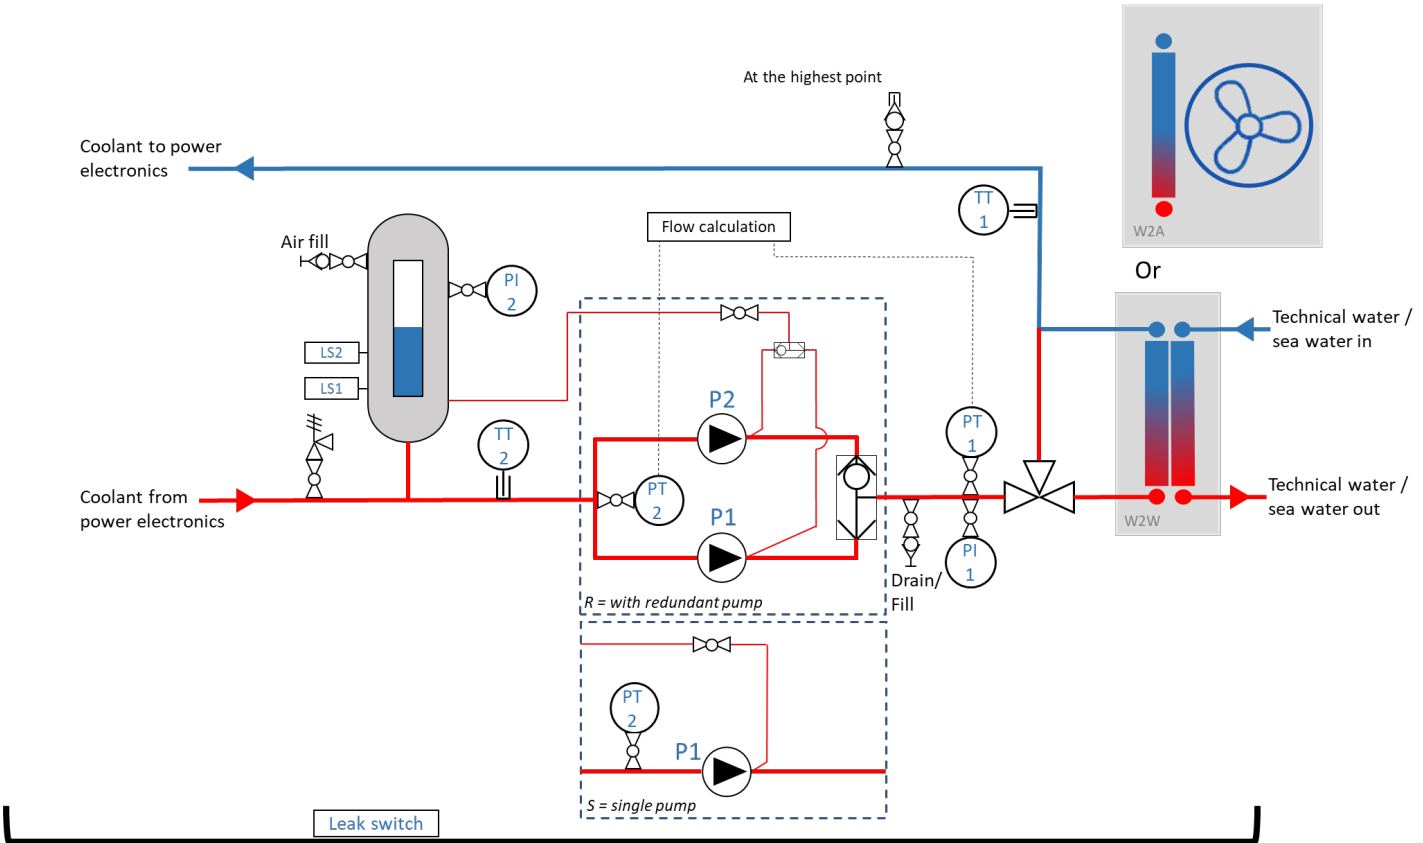 At the highest point
Coolant to power
electronics
TT
1
W2A
Flow calculation
Air fill
PI
2
Or
Technical water /
sea water in
LS2
LS1
P2
TT
2
PT
1
Coolant from
power electronics
PT
2
P1
Technical water /
sea water out
W2W
PI
1
Drain/
Fill
R = with redundant pump
PT
2
P1
S = single pump
Leak switch